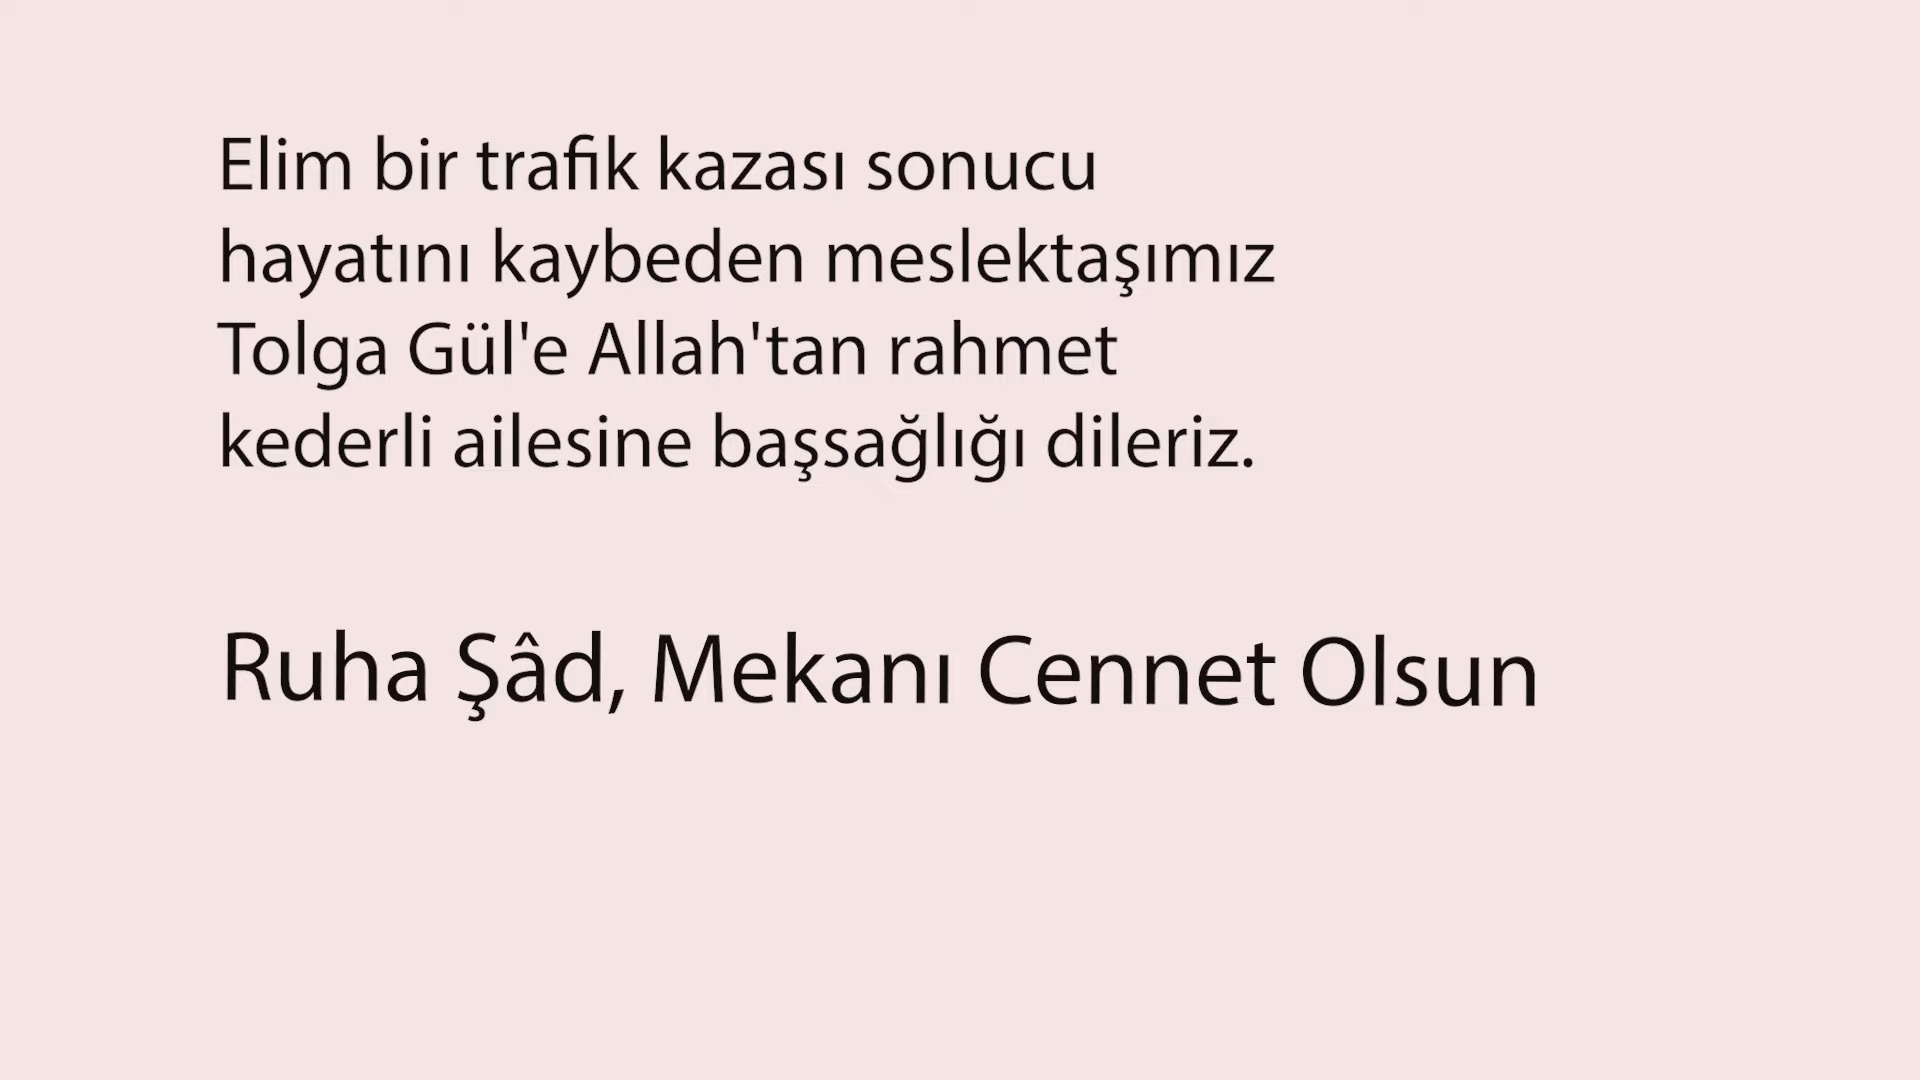 Elim bir trafik kazası sonucu
hayatını kaybeden meslektaşımız
Tolga Gül'e Allah'tan rahmet
kederli ailesine başsağlığı dileriz.
Ruha Şâd, Mekanı Cennet Olsun